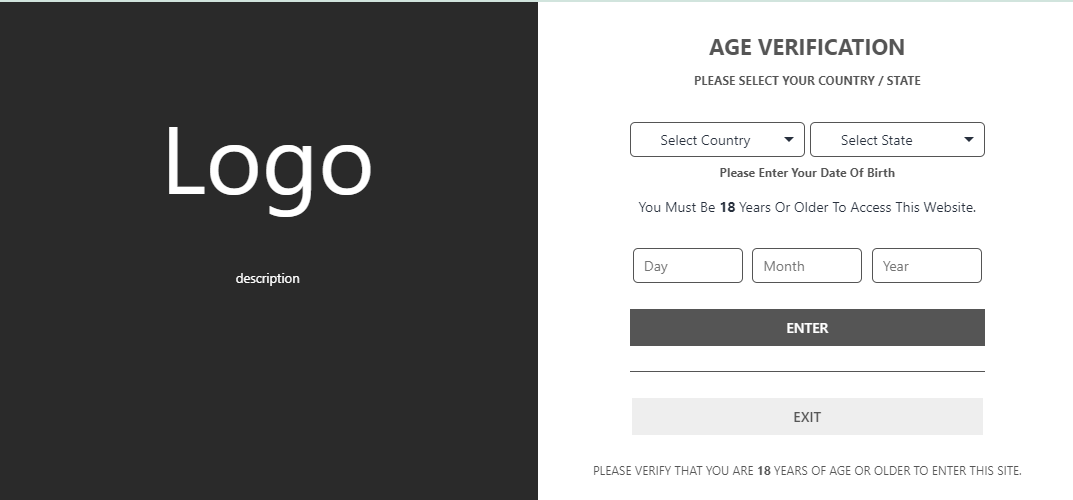 Logo
description
AGE VERIFICATION
PLEASE SELECT YOUR COUNTRY / STATE
Select Country Select State
Please Enter Your Date Of Birth
You Must Be 18 Years Or Older To Access This Website.
Day Month Year
ENTER
EXIT
PLEASE VERIFY THAT YOU ARE 18 YEARS OF AGE OR OLDER TO ENTER THIS SITE.